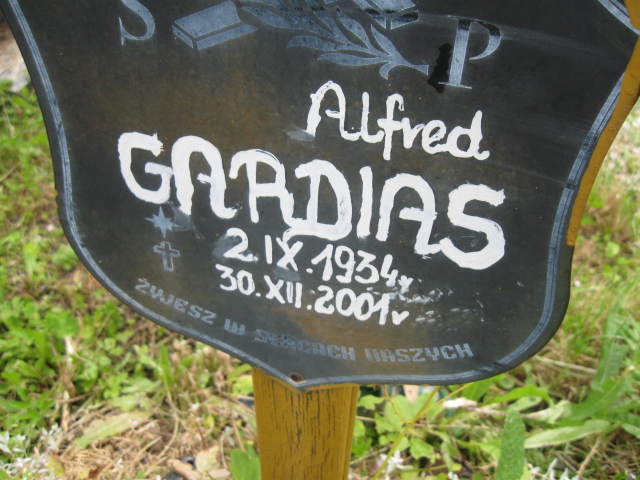 S P
Alfred
GARDIAS
2.IX.1934r
30.XII.2001r
ŻYJESZ W SERCACH NASZYCH